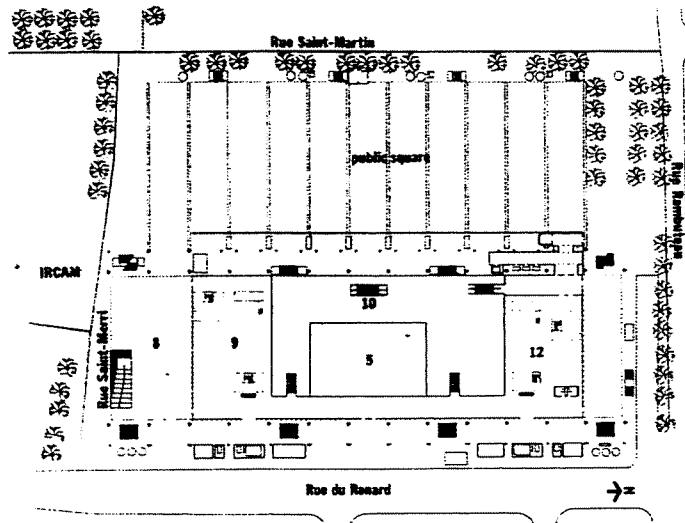 Rue Saint-Martin
public square
Rue Rambuteau
IRCAM
Rue Saint-Merri
8
9
10
5
12
Rue du Renard
N